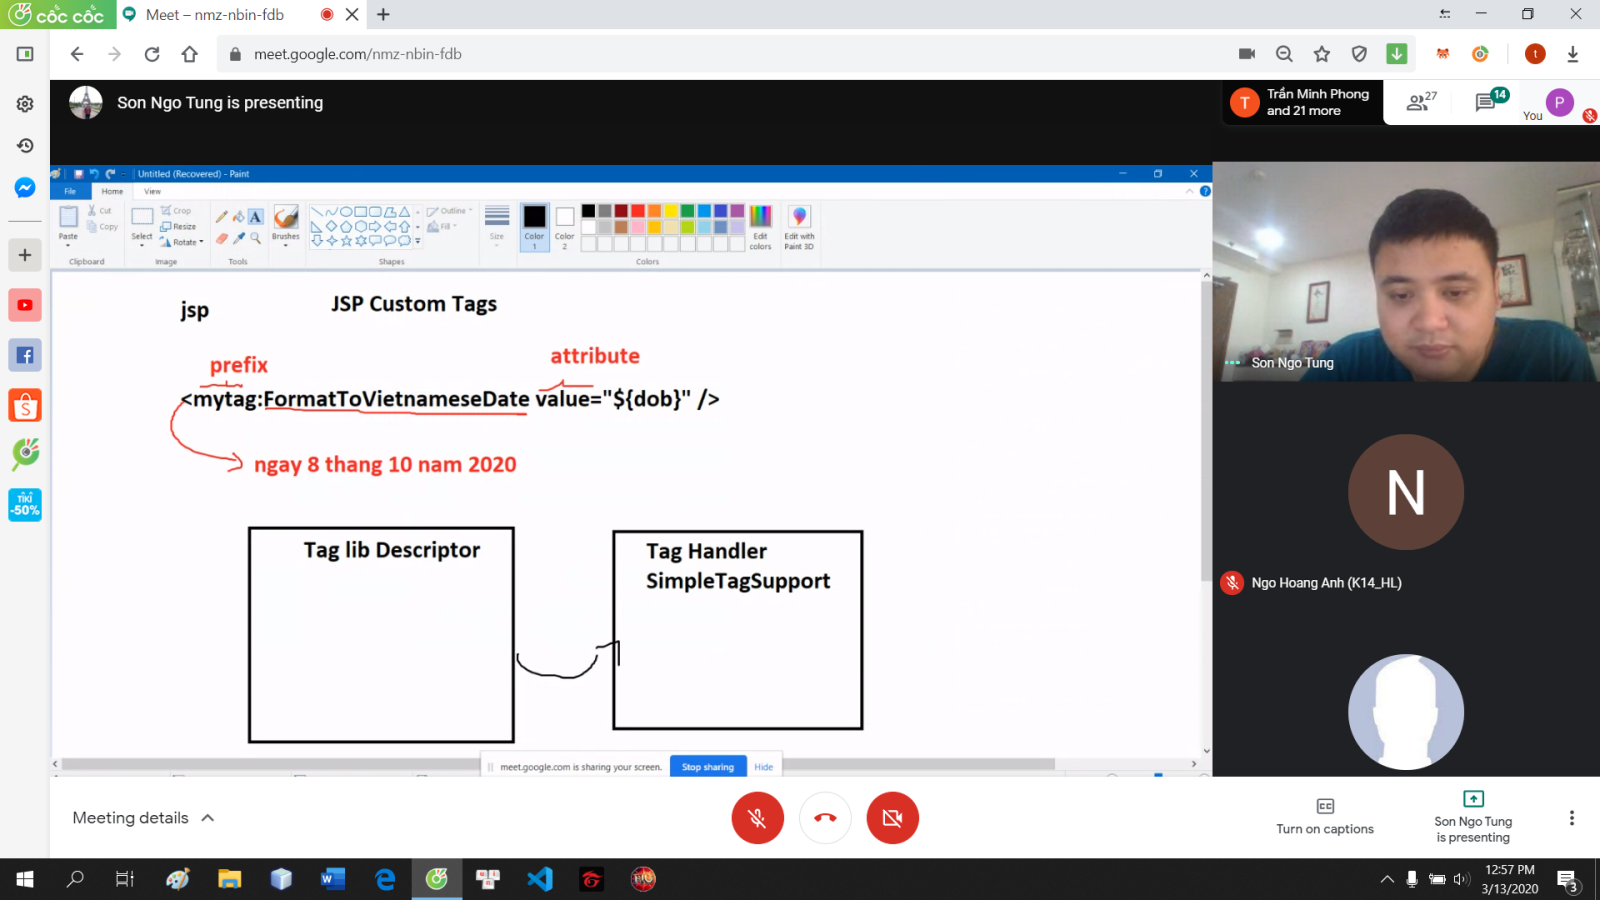 cốc cốc
Meet – nmz-nbin-fdb
meet.google.com/nmz-nbin-fdb
t
Son Ngo Tung is presenting
T
Trần Minh Phong
and 21 more
27
14
You
P
Untitled (Recovered) - Paint
File
Home
View
Paste
Cut
Copy
Clipboard
Select
Crop
Resize
Rotate
Image
A
Tools
Brushes
Shapes
Outline
Fill
Size
Color
1
Color
2
Edit
colors
Edit with
Paint 3D
Colors
jsp
JSP Custom Tags
prefix
attribute
<mytag:FormatToVietnameseDate value="${dob}" />
ngay 8 thang 10 nam 2020
Tag lib Descriptor
Tag Handler
SimpleTagSupport
TIKI
-50%
Son Ngo Tung
N
Ngo Hoang Anh (K14_HL)
meet.google.com is sharing your screen.
Stop sharing
Hide
Meeting details
Turn on captions
Son Ngo Tung
is presenting
12:57 PM
3/13/2020
3